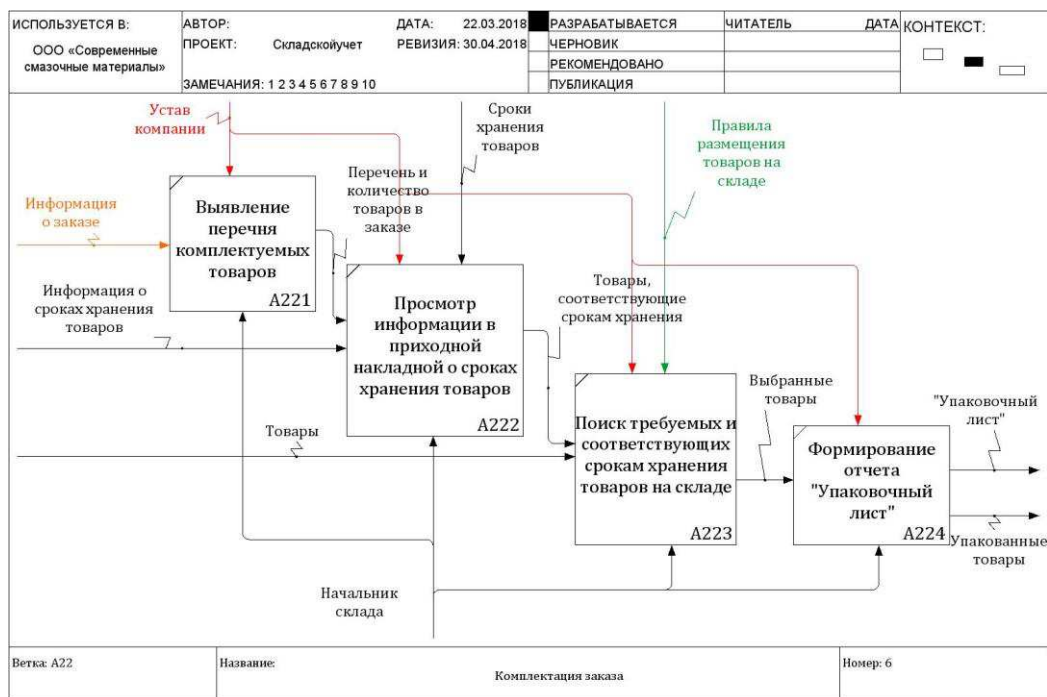 ИСПОЛЬЗУЕТСЯ В:
ООО «Современные
смазочные материалы»
АВТОР:
ДАТА: 22.03.2018
ПРОЕКТ: Складскойучет
РЕВИЗИЯ: 30.04.2018
ЗАМЕЧАНИЯ: 1 2 3 4 5 6 7 8 9 10
РАЗРАБАТЫВАЕТСЯ
ЧЕРНОВИК
РЕКОМЕНДОВАНО
ПУБЛИКАЦИЯ
ЧИТАТЕЛЬ
ДАТА
КОНТЕКСТ:
Устав
компании
Сроки
хранения
товаров
Правила
размещения
товаров на
складе
Информация
о заказе
Выявление
перечня
комплектуемых
товаров
A221
Перечень и
количество
товаров в
заказе
Информация о
сроках хранения
товаров
Просмотр
информации в
приходной
накладной о сроках
хранения товаров
A222
Товары,
соответствующие
срокам хранения
Товары
Поиск требуемых и
соответствующих
срокам хранения
товаров на складе
A223
Выбранные
товары
Формирование
отчета
"Упаковочный
лист"
A224
"Упаковочный
лист"
Упакованные
товары
Начальник
склада
Ветка: A22
Название:
Комплектация заказа
Номер: 6